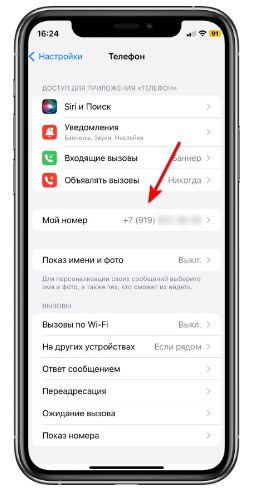 16:24
91
Настройки
Телефон
ДОСТУП ДЛЯ ПРИЛОЖЕНИЯ «ТЕЛЕФОН»
Siri и Поиск
Уведомления
Баннеры, Звуки, Наклейки
Входящие вызовы Баннер
Объявлять вызовы Никогда
Мой номер +7 (919)
Показ имени и фото Выкл.
Для персонализации своих сообщений выберите
имя и фото, а также тех, кто сможет их видеть.
ВЫЗОВЫ
Вызовы по Wi-Fi Выкл.
На других устройствах Если рядом
Ответ сообщением
Переадресация
Ожидание вызова
Показ номера